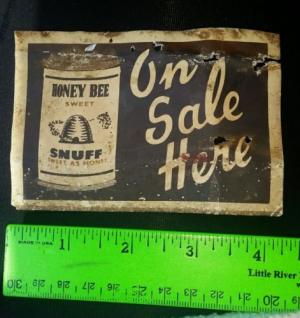 HONEY BEE
SWEET
SNUFF
SWEET AS HONEY
On
Sale
Here
MADE IN USA
1 2 3 4
Little River